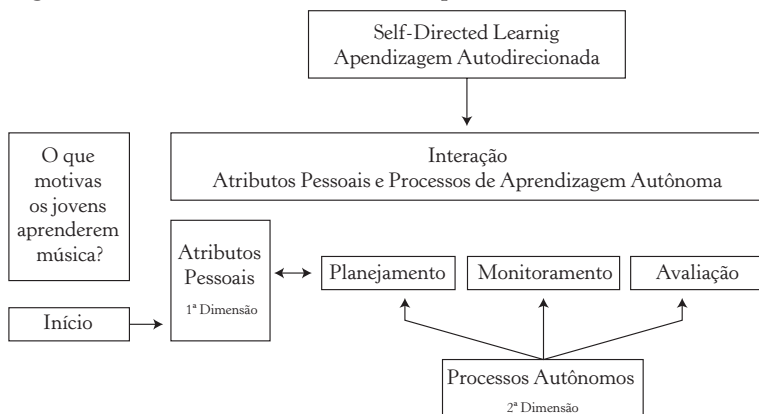 Self-Directed Learnig
Apendizagem Autodirecionada
O que
motivas
os jovens
aprenderem
música?
Interação
Atributos Pessoais e Processos de Aprendizagem Autônoma
Atributos
Pessoais
1ª Dimensão
Planejamento
Monitoramento
Avaliação
Início
Processos Autônomos
2ª Dimensão